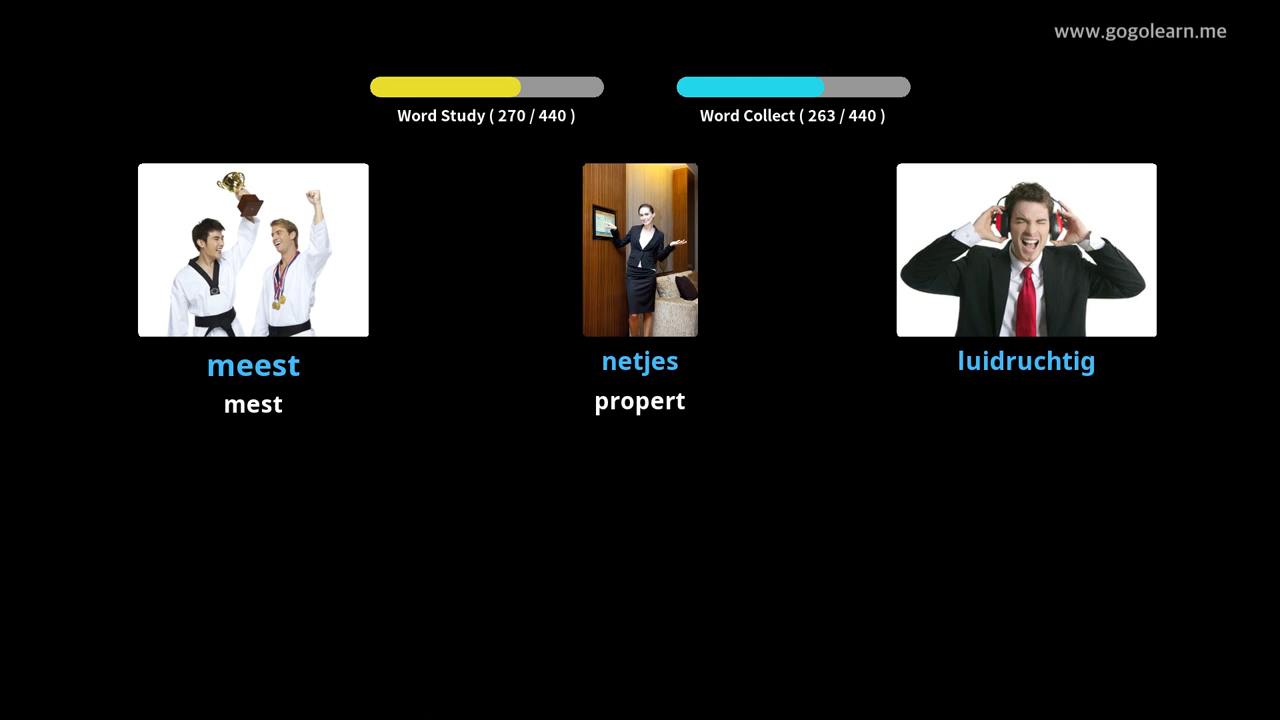 www.gogolearn.me
Word Study ( 270 / 440 )
Word Collect ( 263 / 440 )
meest
mest
netjes
propert
luidruchtig